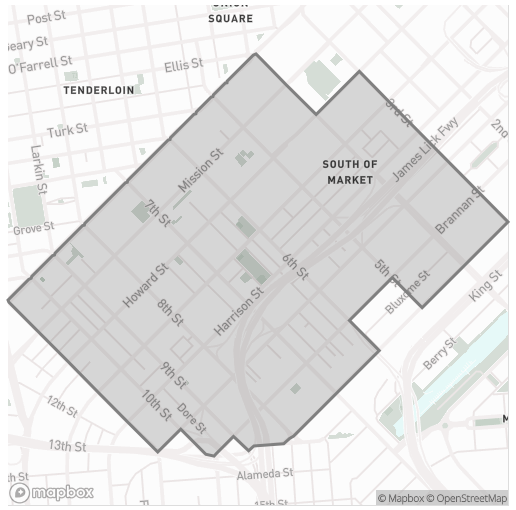 Post St
SQUARE
Geary St
O'Farrell St
Ellis St
TENDERLOIN
3rd St
Turk St
James Lick Fwy
Larkin St
Mission St
SOUTH OF
MARKET
7th St
Brannan St
Grove St
6th St
5th St
Howard St
King St
Bluxome St
8th St
Harrison St
Berry St
9th St
10th St
12th St
Dore St
13th St
Alameda St
15th St
mapbox
© Mapbox © OpenStreetMap